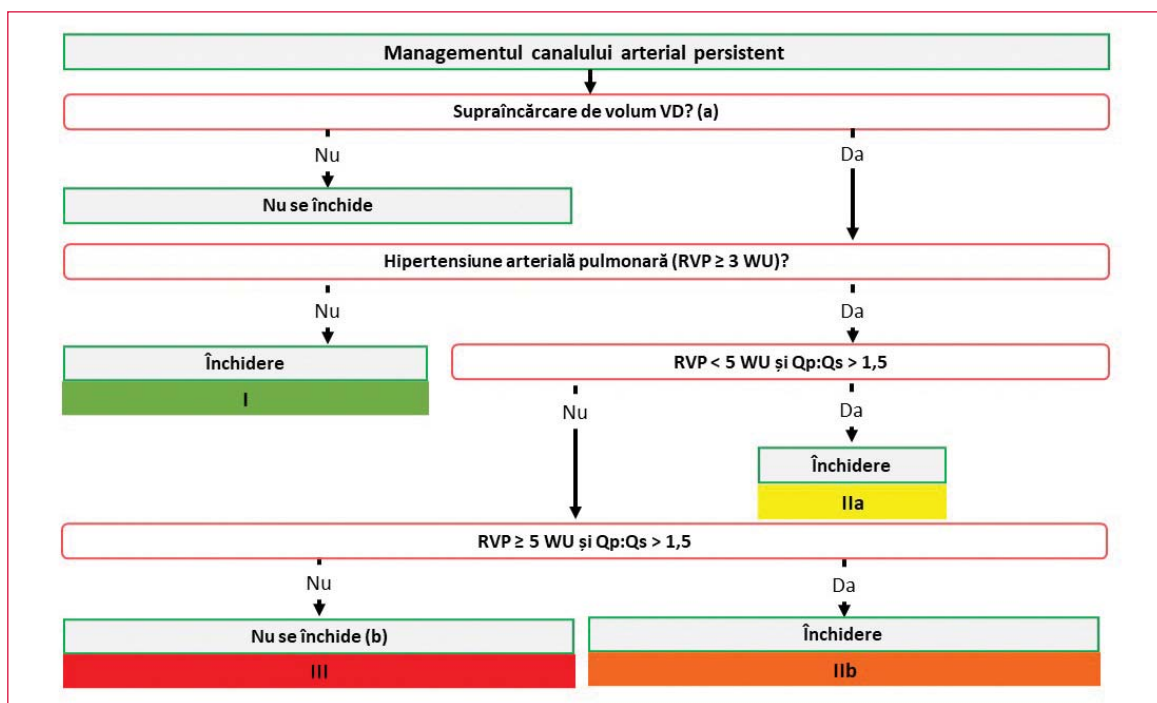 Managementul canalului arterial persistent
Supraîncărcare de volum VD? (a)
Nu
Da
Nu se închide
Hipertensiune arterială pulmonară (RVP ≥ 3 WU)?
Nu
Da
Închidere
RVP < 5 WU și Qp:Qs > 1,5
I
Nu
Da
Închidere
IIa
RVP ≥ 5 WU și Qp:Qs > 1,5
Nu
Da
Nu se închide (b)
Închidere
III
IIb